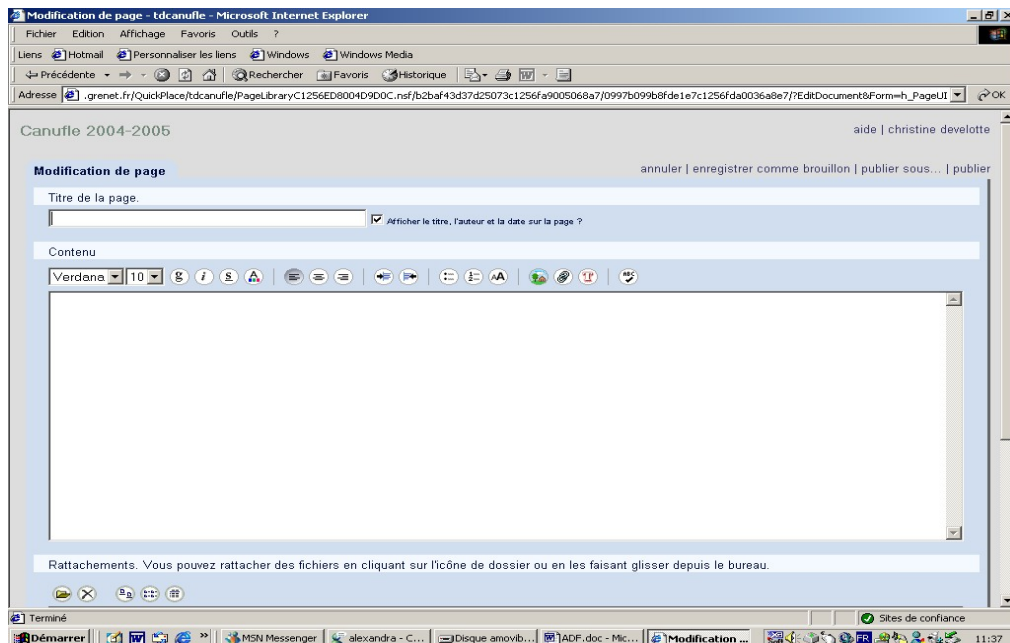 Modification de page - tdcanufle - Microsoft Internet Explorer
Fichier Edition Affichage Favoris Outils ?
Liens Hotmail Personnaliser les liens Windows Windows Media
Précédente Rechercher Favoris Historique
Adresse .grenet.fr/QuickPlace/tdcanufle/PageLibraryC1256ED8004D9D0C.nsf/b2baf43d37d25073c1256fa9005068a7/0997b099b8fde1e7c1256fda0036a8e7/?EditDocument&Form=h_PageUI OK
Canufle 2004-2005 aide | christine develotte
Modification de page annuler | enregistrer comme brouillon | publier sous... | publier
Titre de la page.
Afficher le titre, l'auteur et la date sur la page ?
Contenu
Verdana 10 g i s A AA ABC
Rattachements. Vous pouvez rattacher des fichiers en cliquant sur l'icône de dossier ou en les faisant glisser depuis le bureau.
Terminé Sites de confiance
Démarrer » MSN Messenger alexandra - C... Disque amovib... ADF.doc - Mic... Modification ... FR 11:37